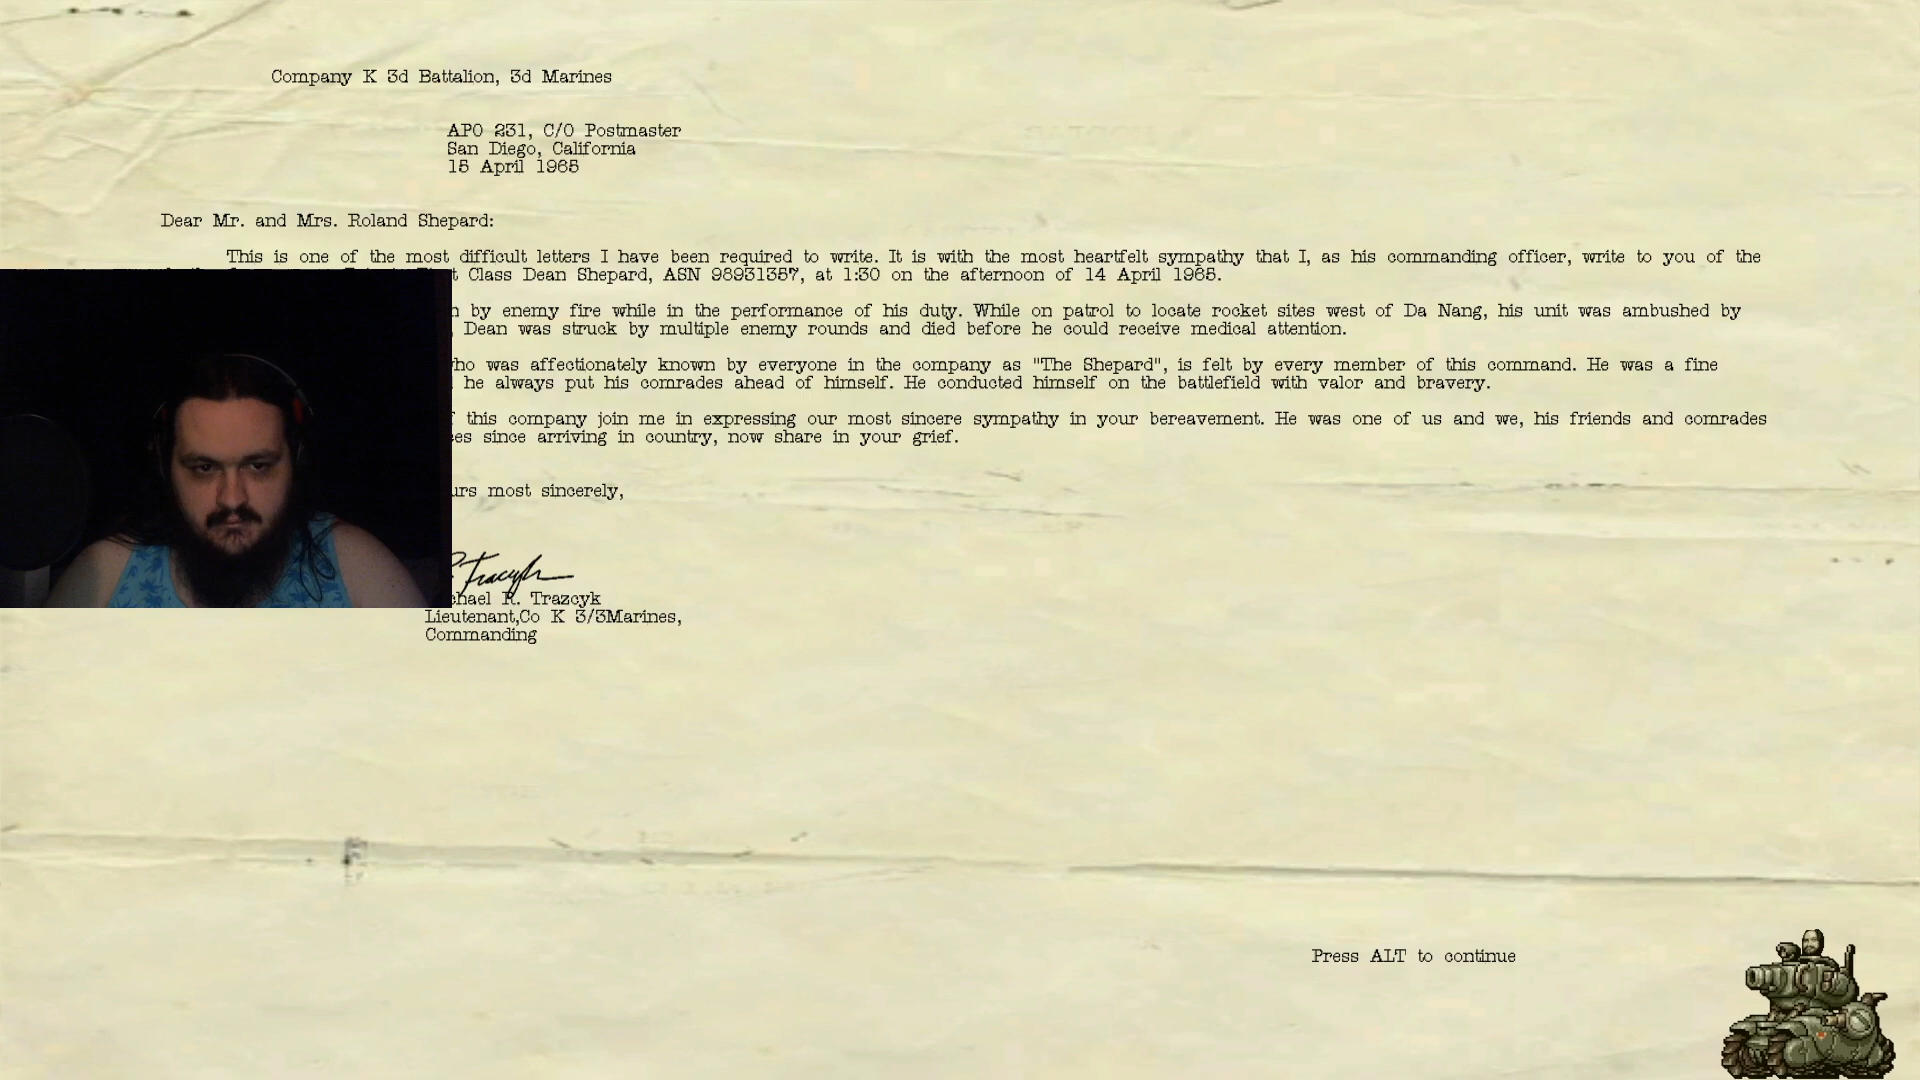 Company K 3d Battalion, 3d Marines
APO 231, C/O Postmaster
San Diego, California
15 April 1965
Dear Mr. and Mrs. Roland Shepard:
This is one of the most difficult letters I have been required to write. It is with the most heartfelt sympathy that I, as his commanding officer, write to you of the
Class Dean Shepard, ASN 98931357, at 1:30 on the afternoon of 14 April 1965.
by enemy fire while in the performance of his duty. While on patrol to locate rocket sites west of Da Nang, his unit was ambushed by
Dean was struck by multiple enemy rounds and died before he could receive medical attention.
who was affectionately known by everyone in the company as "The Shepard", is felt by every member of this command. He was a fine
he always put his comrades ahead of himself. He conducted himself on the battlefield with valor and bravery.
this company join me in expressing our most sincere sympathy in your bereavement. He was one of us and we, his friends and comrades
since arriving in country, now share in your grief.
urs most sincerely,
chael R. Trazcyk
Lieutenant,Co K 3/3Marines,
Commanding
Press ALT to continue